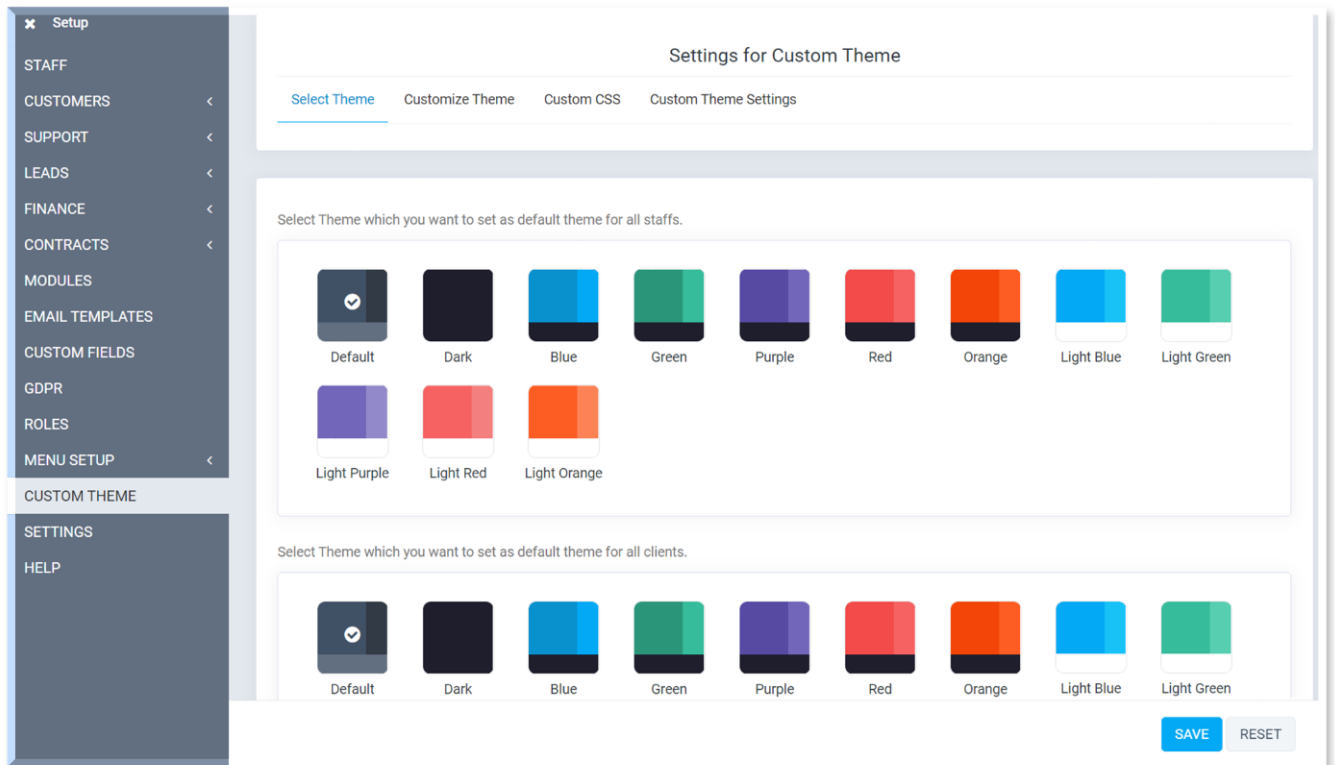 Setup
STAFF
CUSTOMERS
SUPPORT
LEADS
FINANCE
CONTRACTS
MODULES
EMAIL TEMPLATES
CUSTOM FIELDS
GDPR
ROLES
MENU SETUP
CUSTOM THEME
SETTINGS
HELP
Settings for Custom Theme
Select Theme Customize Theme Custom CSS Custom Theme Settings
Select Theme which you want to set as default theme for all staffs.
Default Dark Blue Green Purple Red Orange Light Blue Light Green
Light Purple Light Red Light Orange
Select Theme which you want to set as default theme for all clients.
Default Dark Blue Green Purple Red Orange Light Blue Light Green
SAVE RESET